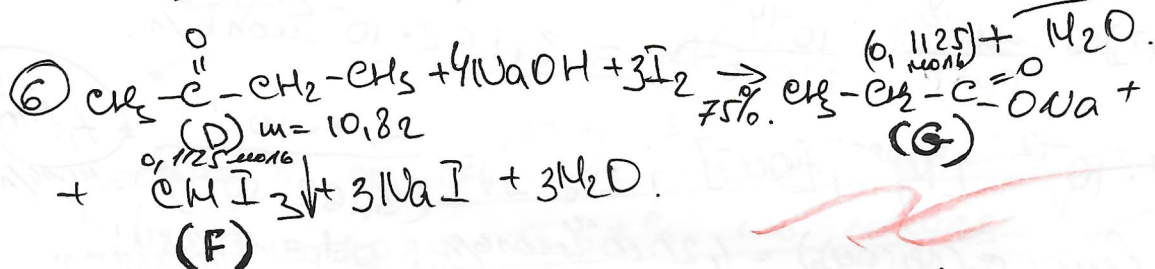 (0,1125 моль) + H₂O.
O
⑥ CH₃ – C – CH₂ – CH₃ + 4NaOH + 3I₂ → 75%. CH₃ – CH₂ – C =O – ONa +
(D) m = 10,8г (G)
0,1125 моль
+ CHI₃↓ + 3NaI + 3H₂O.
(F)